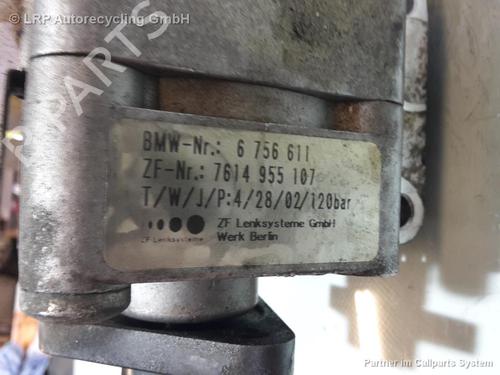 © LRP Autorecycling GmbH
PARTS
BMW-Nr.: 6 756 611
ZF-Nr.: 7614 955 107
T/W/J/P:4/28/02/120bar
ZF Lenksysteme GmbH
ZF Lenksysteme
Werk Berlin
Partner im Callparts System